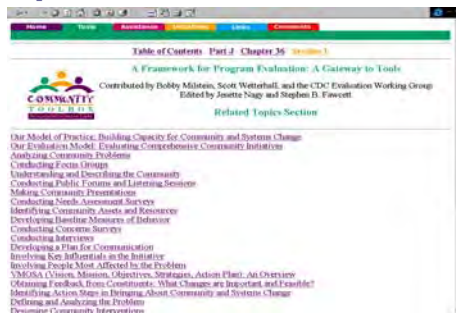 Home Tools Assistance Links Comments
Table of Contents Part J Chapter 36 Section 1
A Framework for Program Evaluation: A Gateway to Tools
Contributed by Bobby Milstein, Scott Wetterhall, and the CDC Evaluation Working Group
Edited by Jenette Nagy and Stephen B. Fawcett
COMMUNITY
TOOLBOX
Related Topics Section
Our Model of Practice: Building Capacity for Community and Systems Change
Our Evaluation Model: Evaluating Comprehensive Community Initiatives
Analyzing Community Problems
Conducting Focus Groups
Understanding and Describing the Community
Conducting Public Forums and Listening Sessions
Making Community Presentations
Conducting Needs Assessment Surveys
Identifying Community Assets and Resources
Developing Baseline Measures of Behavior
Conducting Concerns Surveys
Conducting Interviews
Developing a Plan for Communication
Involving Key Influentials in the Initiative
Involving People Most Affected by the Problem
VMOSA (Vision, Mission, Objectives, Strategies, Action Plan): An Overview
Obtaining Feedback from Constituents: What Changes are Important and Feasible?
Identifying Action Steps in Bringing About Community and Systems Change
Defining and Analyzing the Problem
Designing Community Interventions